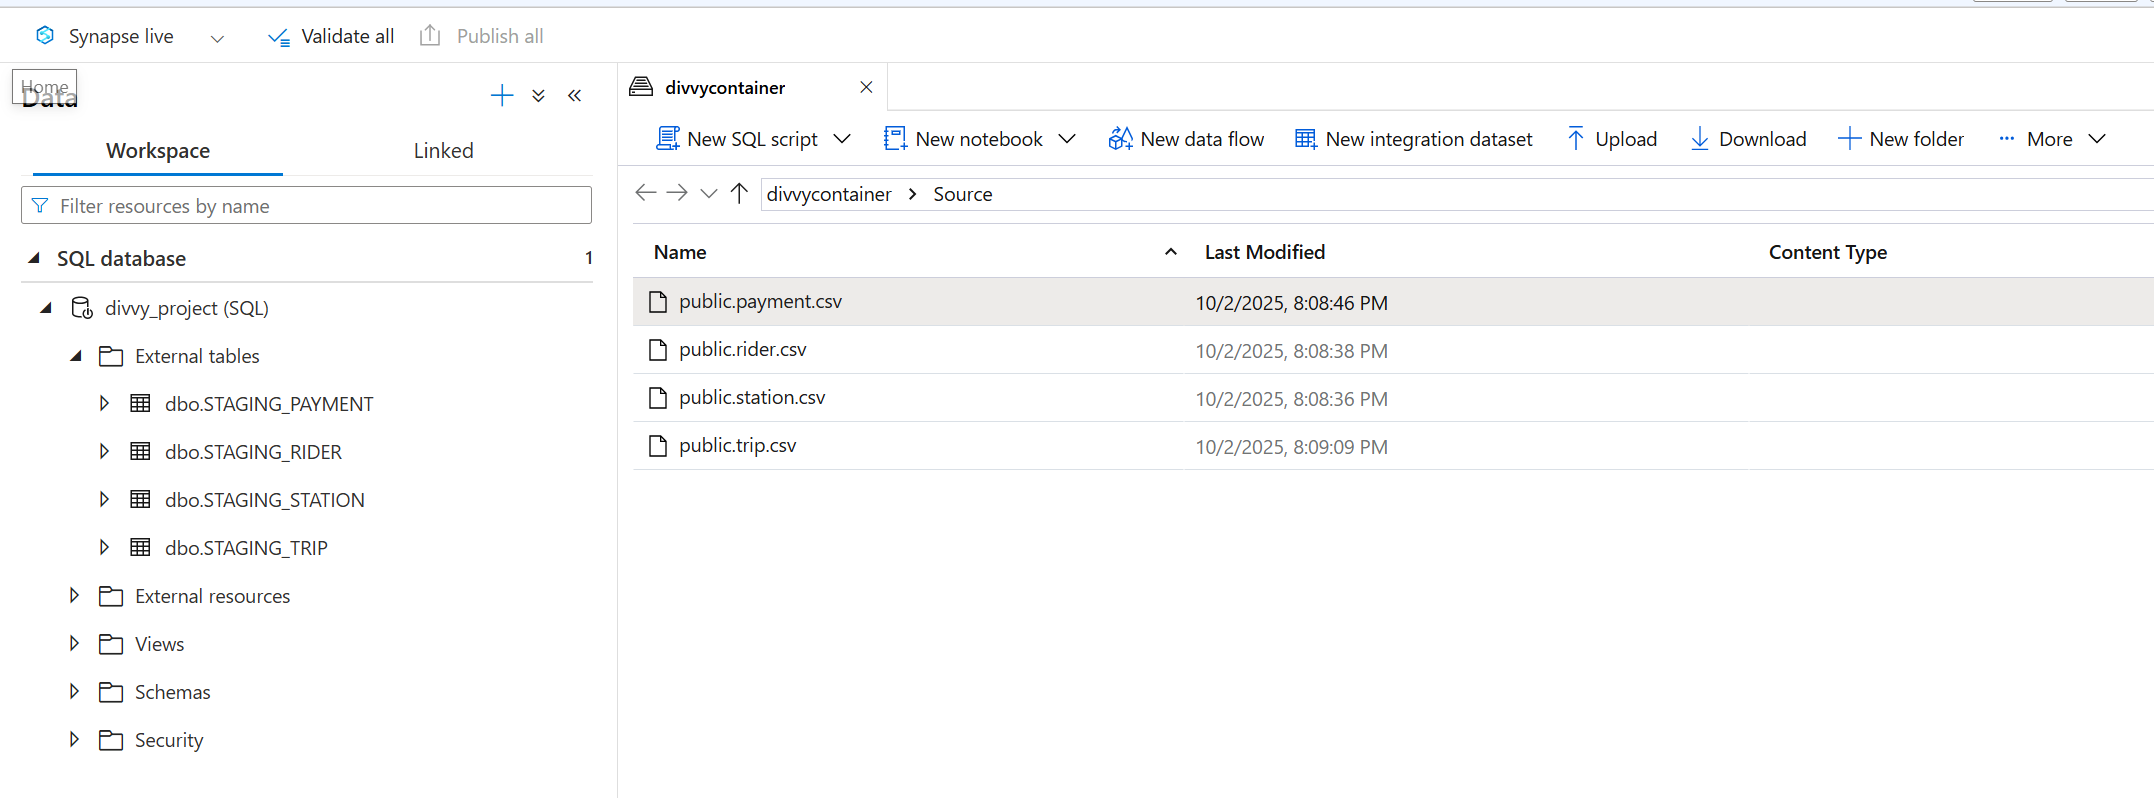 Synapse live
Validate all
Publish all
Home
Data
Workspace
Linked
Filter resources by name
SQL database
1
divvy_project (SQL)
External tables
dbo.STAGING_PAYMENT
dbo.STAGING_RIDER
dbo.STAGING_STATION
dbo.STAGING_TRIP
External resources
Views
Schemas
Security
divvycontainer
New SQL script
New notebook
New data flow
New integration dataset
Upload
Download
New folder
More
divvycontainer
Source
Name
Last Modified
Content Type
public.payment.csv
10/2/2025, 8:08:46 PM
public.rider.csv
10/2/2025, 8:08:38 PM
public.station.csv
10/2/2025, 8:08:36 PM
public.trip.csv
10/2/2025, 8:09:09 PM